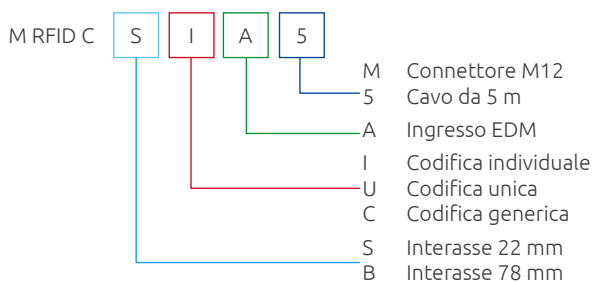 M RFID C S I A 5
M Connettore M12
5 Cavo da 5 m
A Ingresso EDM
I Codifica individuale
U Codifica unica
C Codifica generica
S Interasse 22 mm
B Interasse 78 mm